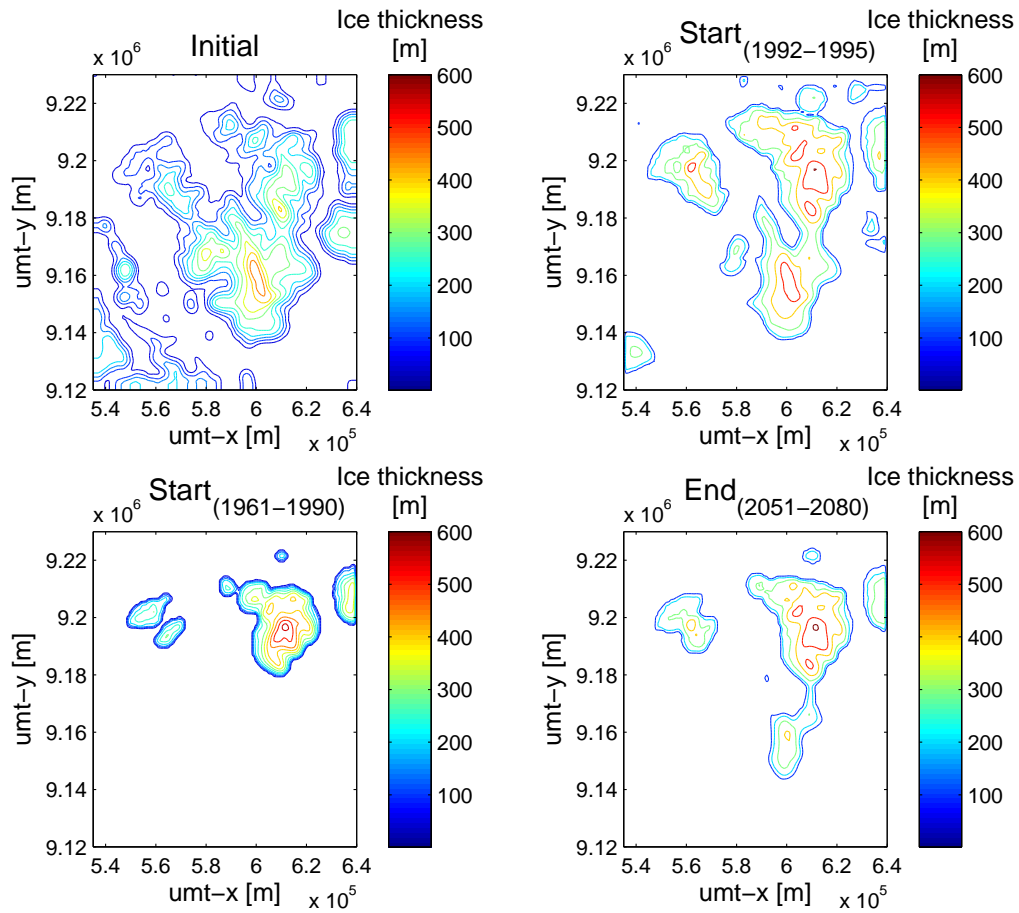 Initial
x 10^6
Ice thickness
[m]
600
500
400
300
200
100
9.22
9.2
9.18
9.16
9.14
9.12
umt−y [m]
5.4 5.6 5.8 6 6.2 6.4
umt−x [m]
x 10^5
Start(1992−1995)
x 10^6
Ice thickness
[m]
600
500
400
300
200
100
9.22
9.2
9.18
9.16
9.14
9.12
umt−y [m]
5.4 5.6 5.8 6 6.2 6.4
umt−x [m]
x 10^5
Start(1961−1990)
x 10^6
Ice thickness
[m]
600
500
400
300
200
100
9.22
9.2
9.18
9.16
9.14
9.12
umt−y [m]
5.4 5.6 5.8 6 6.2 6.4
umt−x [m]
x 10^5
End(2051−2080)
x 10^6
Ice thickness
[m]
600
500
400
300
200
100
9.22
9.2
9.18
9.16
9.14
9.12
umt−y [m]
5.4 5.6 5.8 6 6.2 6.4
umt−x [m]
x 10^5